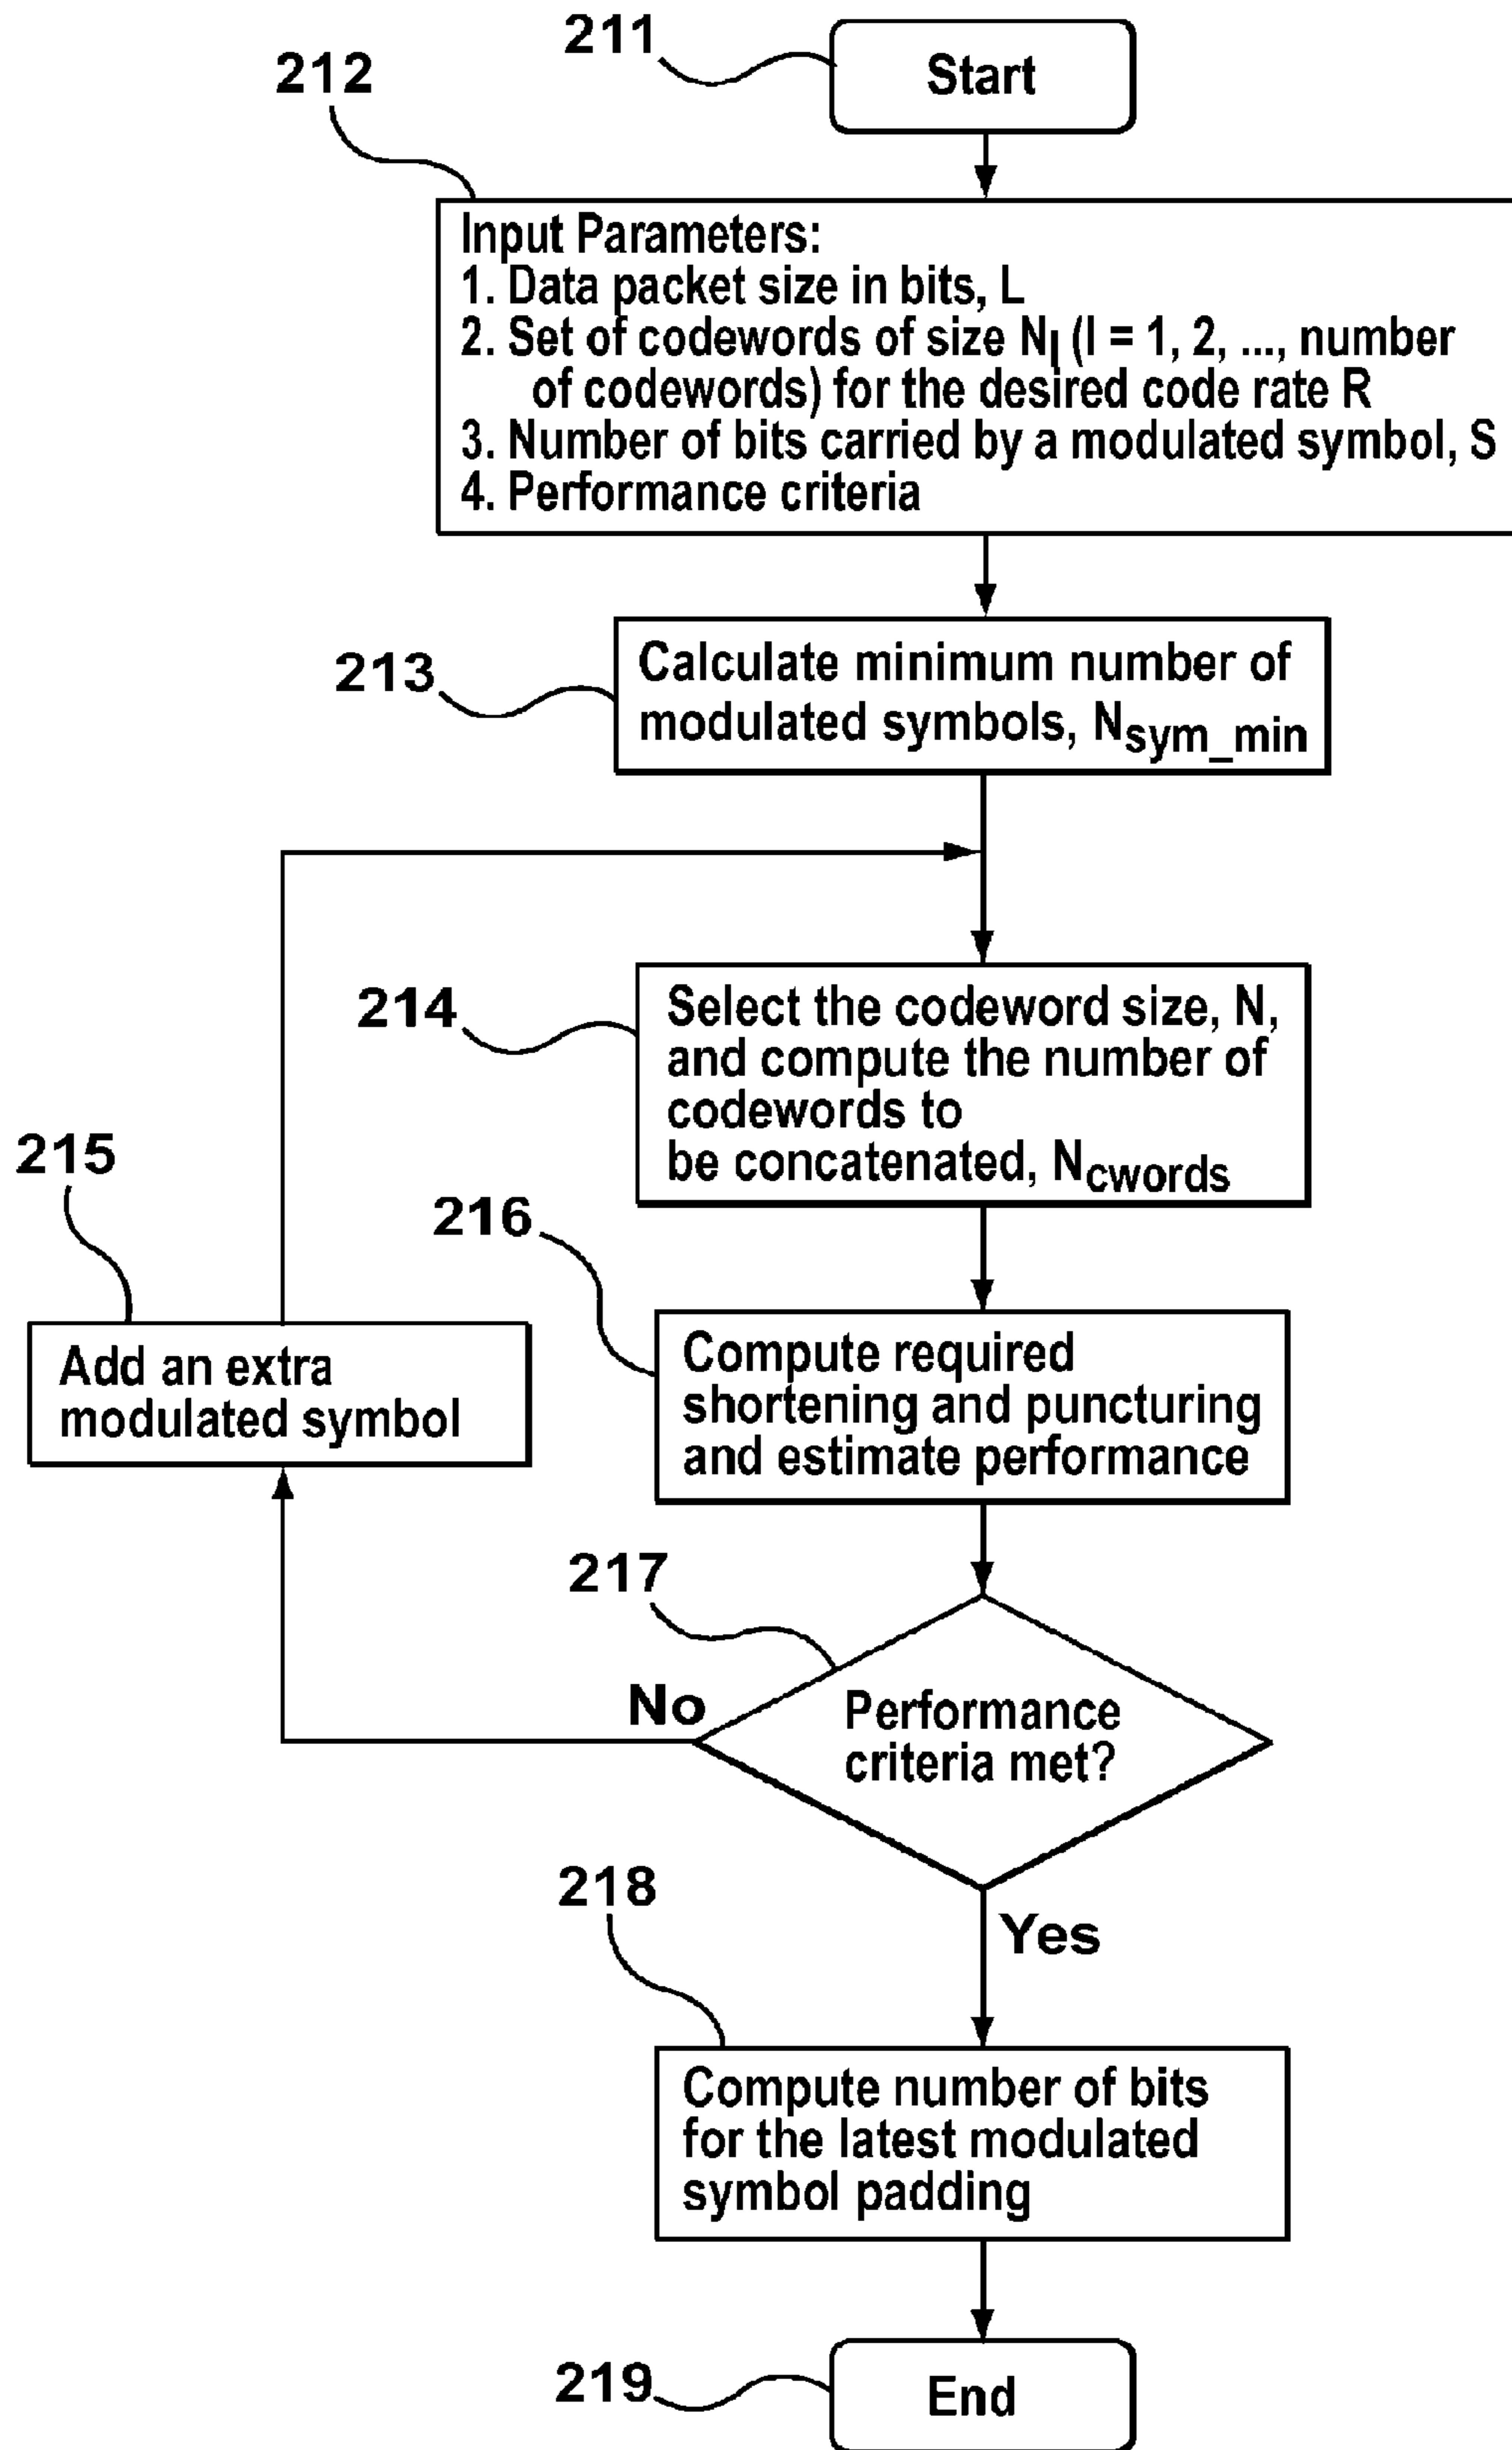 211
Start
212
Input Parameters:
1. Data packet size in bits, L
2. Set of codewords of size Nl (l = 1, 2, ..., number
of codewords) for the desired code rate R
3. Number of bits carried by a modulated symbol, S
4. Performance criteria
213
Calculate minimum number of
modulated symbols, Nsym_min
214
Select the codeword size, N,
and compute the number of
codewords to
be concatenated, Ncwords
215
Add an extra
modulated symbol
216
Compute required
shortening and puncturing
and estimate performance
217
No
Performance
criteria met?
Yes
218
Compute number of bits
for the latest modulated
symbol padding
219
End